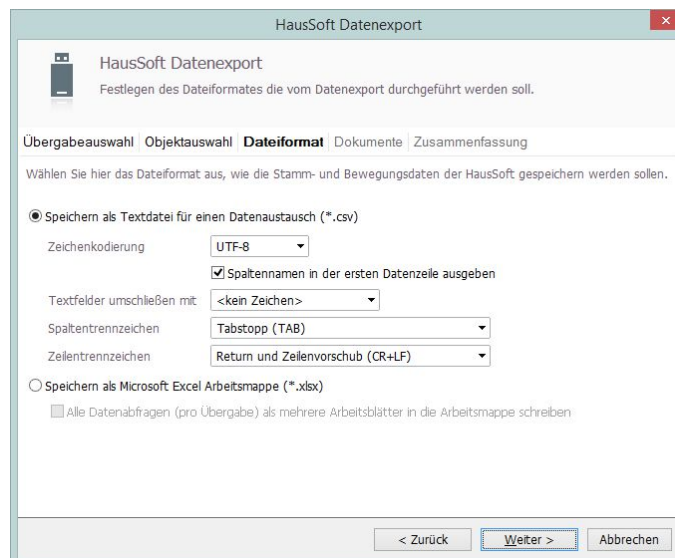 HausSoft Datenexport
HausSoft Datenexport
Festlegen des Dateiformates die vom Datenexport durchgeführt werden soll.
Übergabeauswahl Objektauswahl Dateiformat Dokumente Zusammenfassung
Wählen Sie hier das Dateiformat aus, wie die Stamm- und Bewegungsdaten der HausSoft gespeichern werden sollen.
Speichern als Textdatei für einen Datenaustausch (*.csv)
Zeichenkodierung UTF-8
Spaltennamen in der ersten Datenzeile ausgeben
Textfelder umschließen mit <kein Zeichen>
Spaltentrennzeichen Tabstopp (TAB)
Zeilentrennzeichen Return und Zeilenvorschub (CR+LF)
Speichern als Microsoft Excel Arbeitsmappe (*.xlsx)
Alle Datenabfragen (pro Übergabe) als mehrere Arbeitsblätter in die Arbeitsmappe schreiben
< Zurück Weiter > Abbrechen